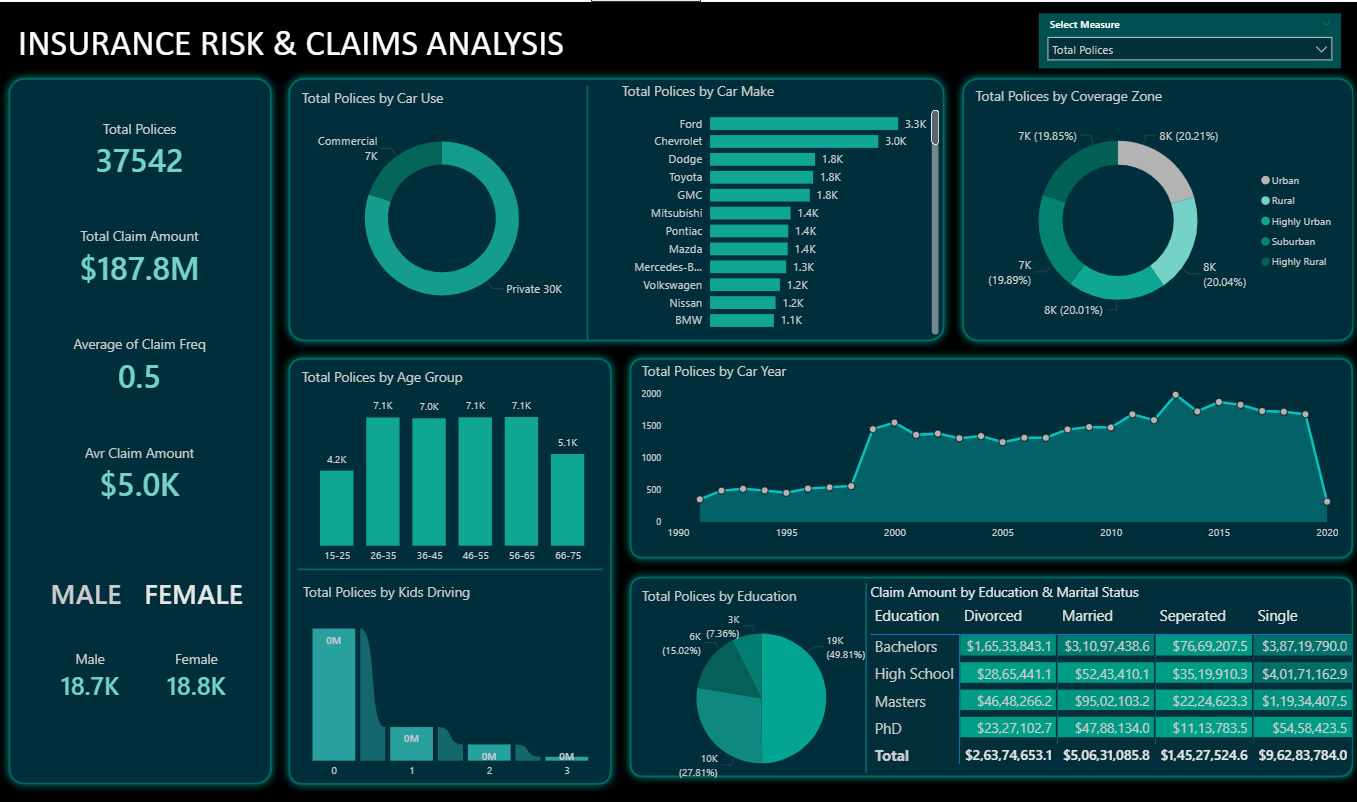 INSURANCE RISK & CLAIMS ANALYSIS
Select Measure
Total Polices
Total Polices
37542
Total Claim Amount
$187.8M
Average of Claim Freq
0.5
Avr Claim Amount
$5.0K
MALE FEMALE
Male Female
18.7K 18.8K
Total Polices by Car Use
Commercial
7K
Private 30K
Total Polices by Car Make
Ford 3.3K
Chevrolet 3.0K
Dodge 1.8K
Toyota 1.8K
GMC 1.8K
Mitsubishi 1.4K
Pontiac 1.4K
Mazda 1.4K
Mercedes-B... 1.3K
Volkswagen 1.2K
Nissan 1.2K
BMW 1.1K
Total Polices by Coverage Zone
7K (19.85%) 8K (20.21%)
7K
(19.89%)
8K
(20.04%)
8K (20.01%)
Urban
Rural
Highly Urban
Suburban
Highly Rural
Total Polices by Age Group
4.2K 7.1K 7.0K 7.1K 7.1K 5.1K
15-25 26-35 36-45 46-55 56-65 66-75
Total Polices by Kids Driving
0M 0M 0M 0M
0 1 2 3
Total Polices by Car Year
2000
1500
1000
500
0
1990 1995 2000 2005 2010 2015 2020
Total Polices by Education
3K
(7.36%)
6K
(15.02%)
19K
(49.81%)
10K
(27.81%)
Claim Amount by Education & Marital Status
Education Divorced Married Seperated Single
Bachelors $1,65,33,843.1 $3,10,97,438.6 $76,69,207.5 $3,87,19,790.0
High School $28,65,441.1 $52,43,410.1 $35,19,910.3 $4,01,71,162.9
Masters $46,48,266.2 $95,02,103.2 $22,24,623.3 $1,19,34,407.5
PhD $23,27,102.7 $47,88,134.0 $11,13,783.5 $54,58,423.5
Total $2,63,74,653.1 $5,06,31,085.8 $1,45,27,524.6 $9,62,83,784.0